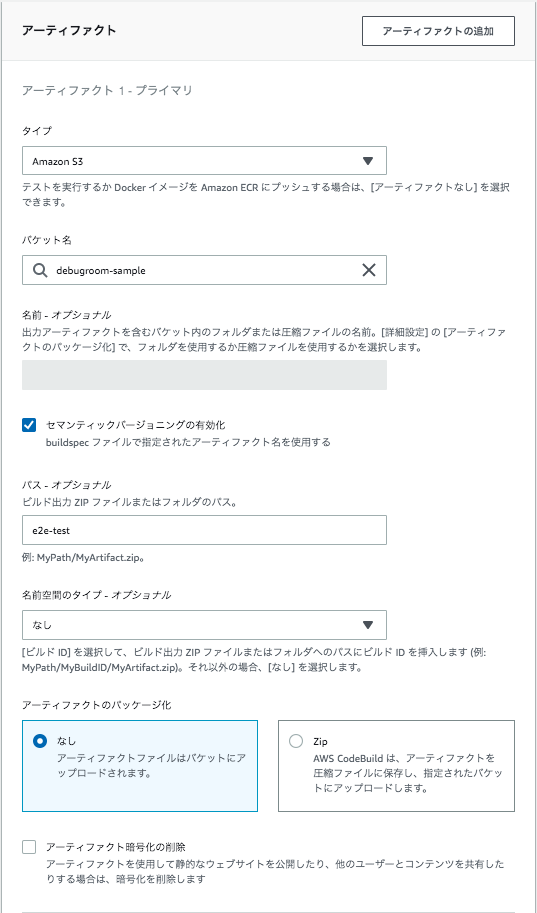 アーティファクト
アーティファクトの追加
アーティファクト 1 - プライマリ
タイプ
Amazon S3
テストを実行するか Docker イメージを Amazon ECR にプッシュする場合は、[アーティファクトなし] を選択
できます。
バケット名
debugroom-sample
名前 - オプショナル
出力アーティファクトを含むバケット内のフォルダまたは圧縮ファイルの名前。[詳細設定] の [アーティファ
クトのパッケージ化] で、フォルダを使用するか圧縮ファイルを使用するかを選択します。
セマンティックバージョニングの有効化
buildspec ファイルで指定されたアーティファクト名を使用する
パス - オプショナル
ビルド出力 ZIP ファイルまたはフォルダのパス。
e2e-test
例: MyPath/MyArtifact.zip。
名前空間のタイプ - オプショナル
なし
[ビルド ID] を選択して、ビルド出力 ZIP ファイルまたはフォルダへのパスにビルド ID を挿入します (例:
MyPath/MyBuildID/MyArtifact.zip)。それ以外の場合、[なし] を選択します。
アーティファクトのパッケージ化
なし
アーティファクトファイルはバケットにア
ップロードされます。
Zip
AWS CodeBuild は、アーティファクトを
圧縮ファイルに保存し、指定されたバケッ
トにアップロードします。
アーティファクト暗号化の削除
アーティファクトを使用して静的なウェブサイトを公開したり、他のユーザーとコンテンツを共有した
りする場合は、暗号化を削除します